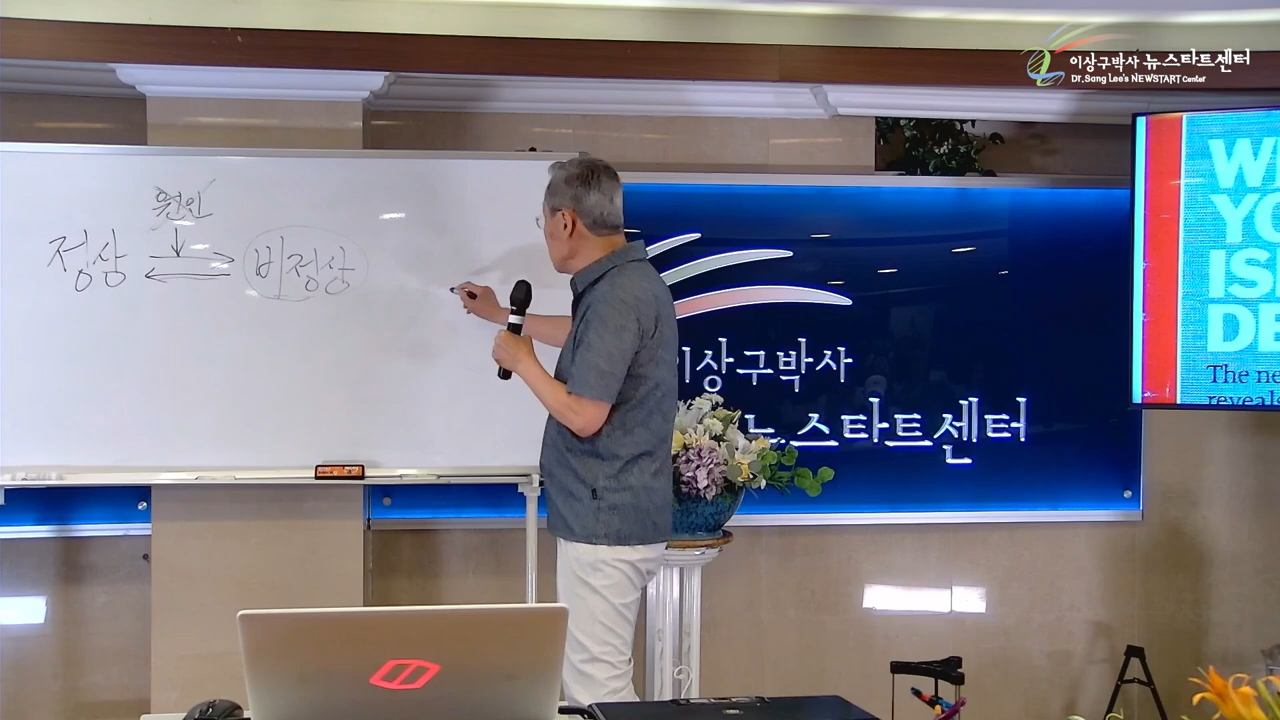 이상구박사 뉴스타트센터
Dr. Sang Lee's NEWSTART Center
원인
정상
비정상
이상구박사
뉴스타트센터
The ne
reveals